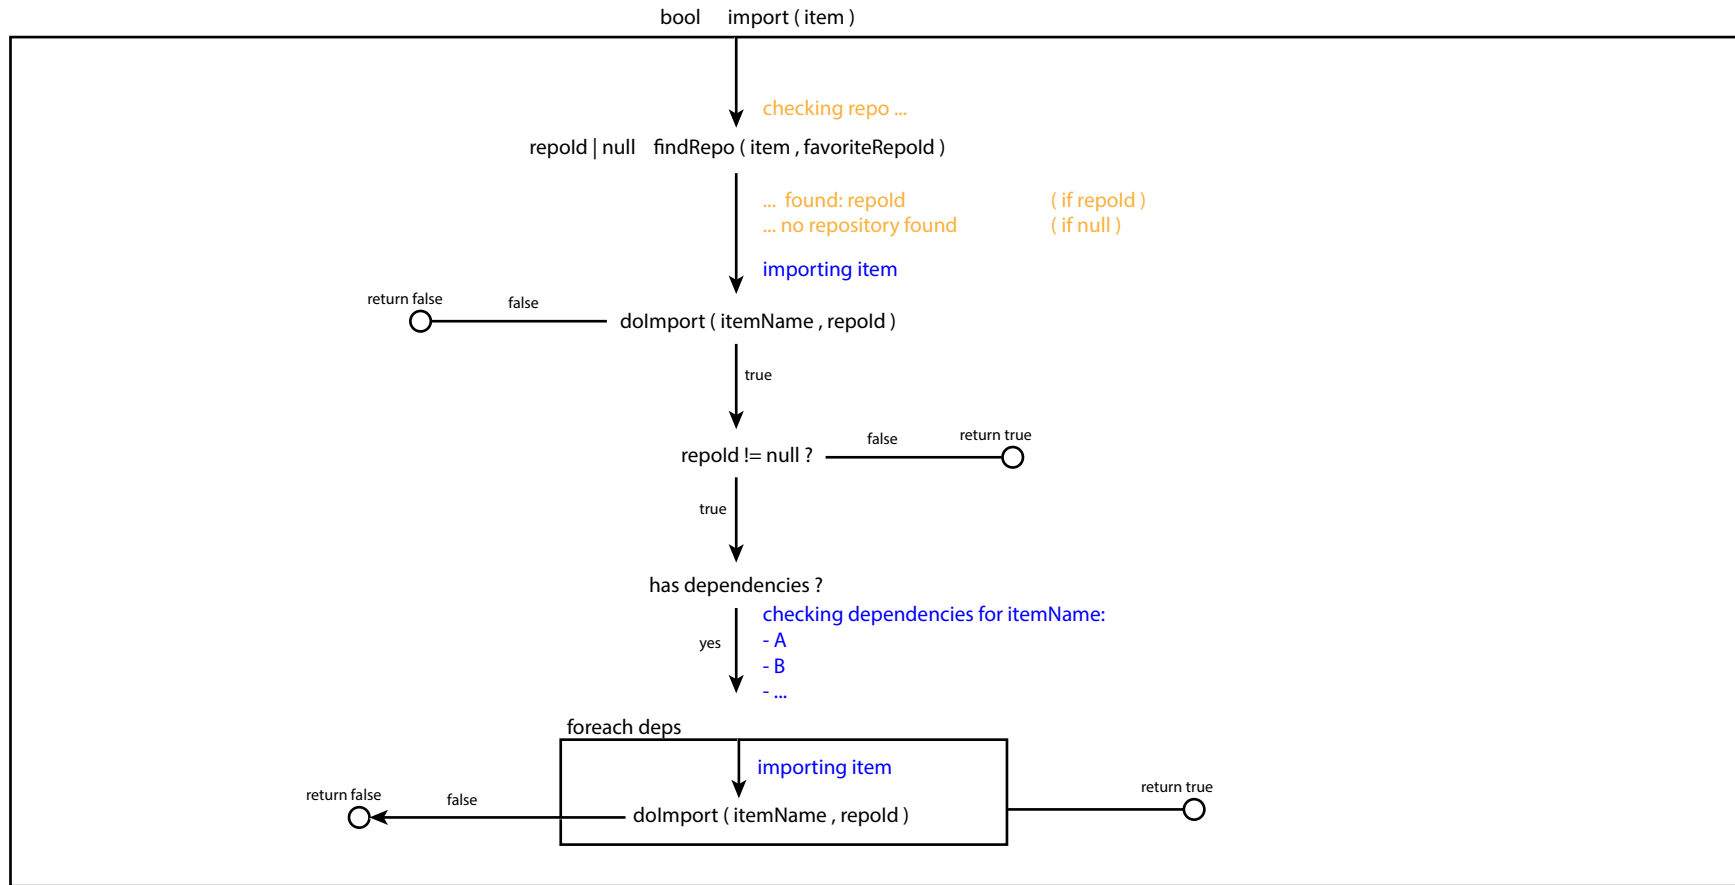 bool import ( item )
checking repo ...
repoId | null findRepo ( item , favoriteRepoId )
... found: repoId ( if repoId )
... no repository found ( if null )
importing item
return false
false
doImport ( itemName , repoId )
true
repoId != null ?
false
return true
true
has dependencies ?
checking dependencies for itemName:
yes
- A
- B
- ...
foreach deps
importing item
return false
false
doImport ( itemName , repoId )
return true